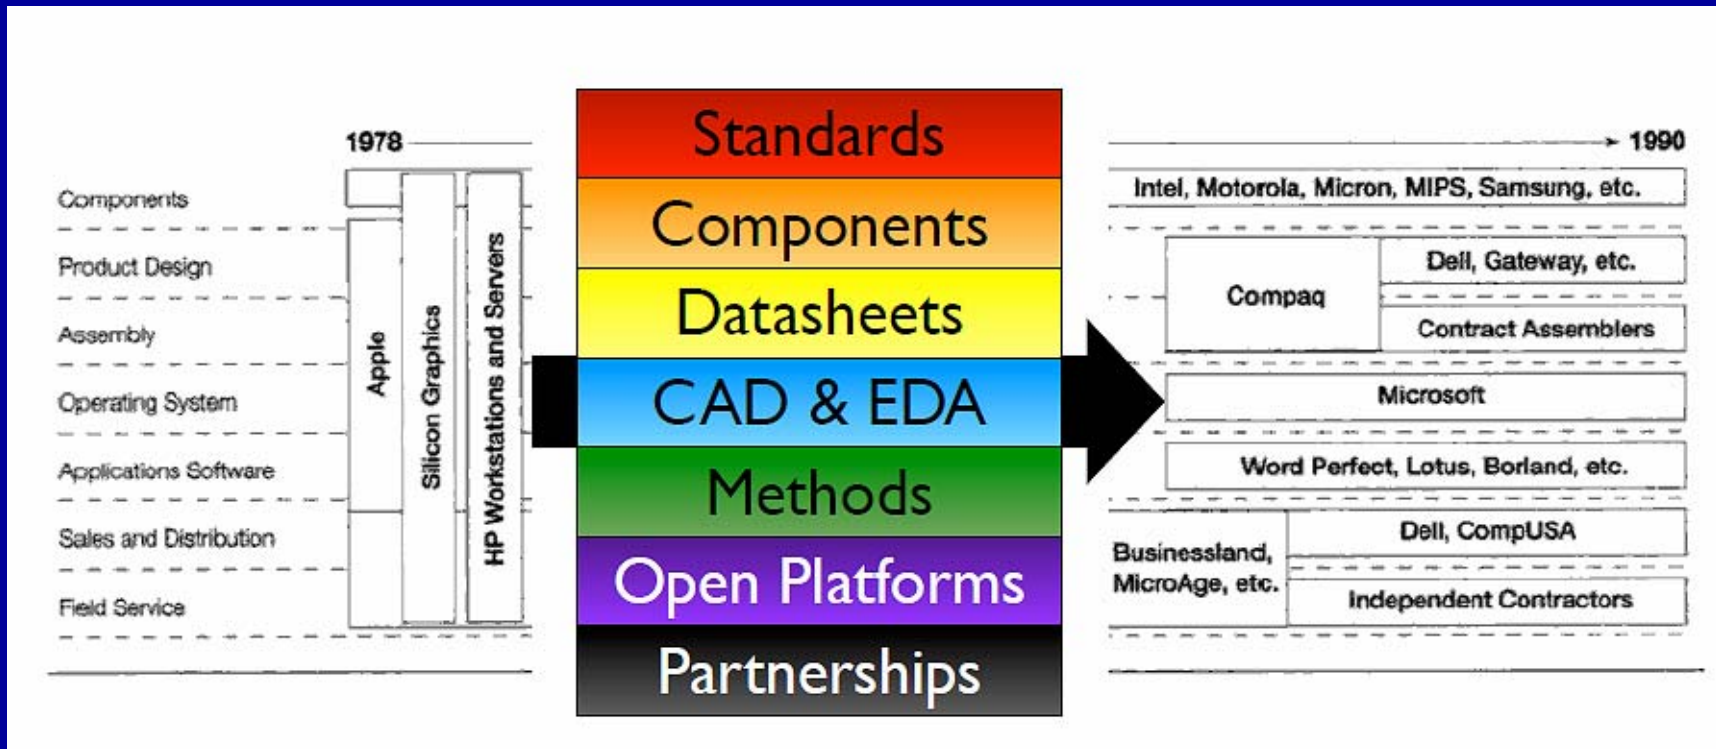 1978
Components
Product Design
Assembly
Operating System
Applications Software
Sales and Distribution
Field Service
Apple
Silicon Graphics
HP Workstations and Servers
Standards
Components
Datasheets
CAD & EDA
Methods
Open Platforms
Partnerships
1990
Intel, Motorola, Micron, MIPS, Samsung, etc.
Compaq
Dell, Gateway, etc.
Contract Assemblers
Microsoft
Word Perfect, Lotus, Borland, etc.
Businessland,
MicroAge, etc.
Dell, CompUSA
Independent Contractors